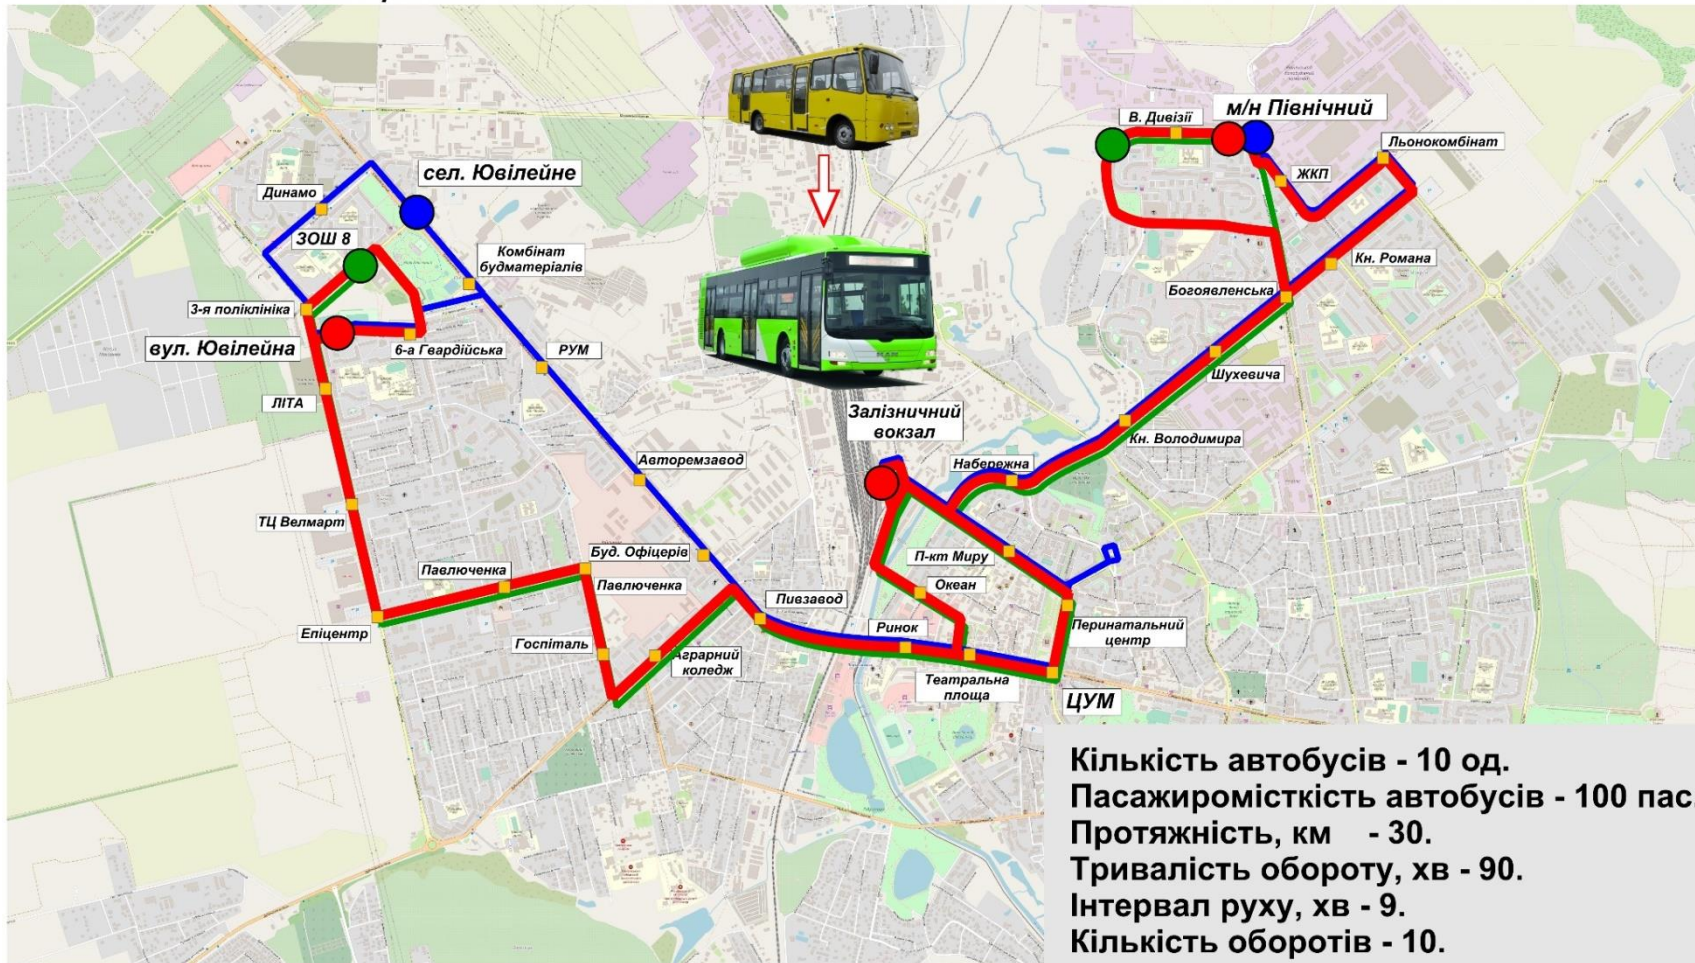 В. Дивізії
м/н Північний
Льонокомбінат
ЖКП
сел. Ювілейне
Динамо
ЗОШ 8
Комбінат
будматеріалів
Кн. Романа
Богоявленська
3-я поліклініка
вул. Ювілейна
6-а Гвардійська
РУМ
ЛІТА
Шухевича
Залізничний
вокзал
Кн. Володимира
Авторемзавод
Набережна
ТЦ Велмарт
Буд. Офіцерів
П-кт Миру
Павлюченка
Павлюченка
Океан
Пивзавод
Епіцентр
Госпіталь
Ринок
Перинатальний
центр
Аграрний
коледж
Театральна
площа
ЦУМ
Кількість автобусів - 10 од.
Пасажиромісткість автобусів - 100 пас
Протяжність, км - 30.
Тривалість обороту, хв - 90.
Інтервал руху, хв - 9.
Кількість оборотів - 10.